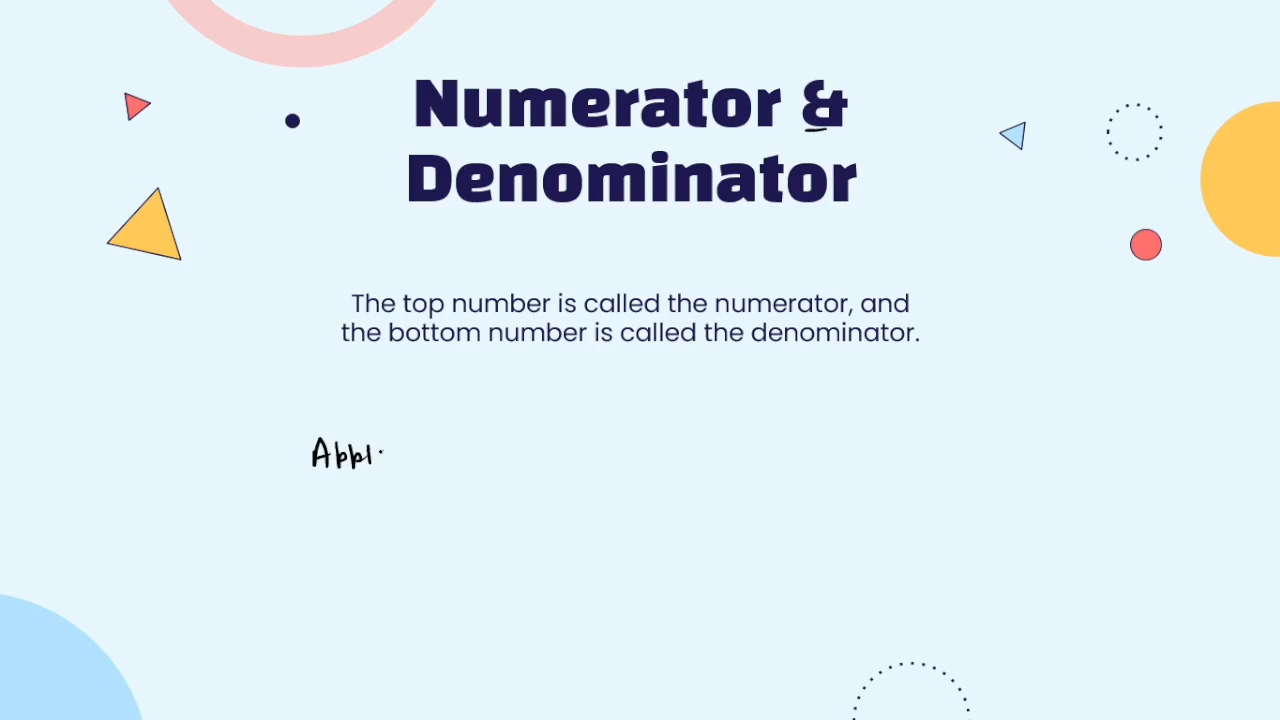 Numerator &
Denominator
The top number is called the numerator, and
the bottom number is called the denominator.
Appl